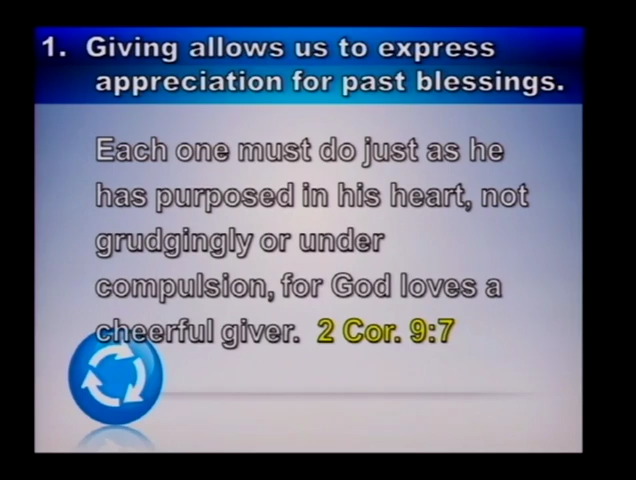 1. Giving allows us to express
appreciation for past blessings.
Each one must do just as he
has purposed in his heart, not
grudgingly or under
compulsion, for God loves a
cheerful giver. 2 Cor. 9:7